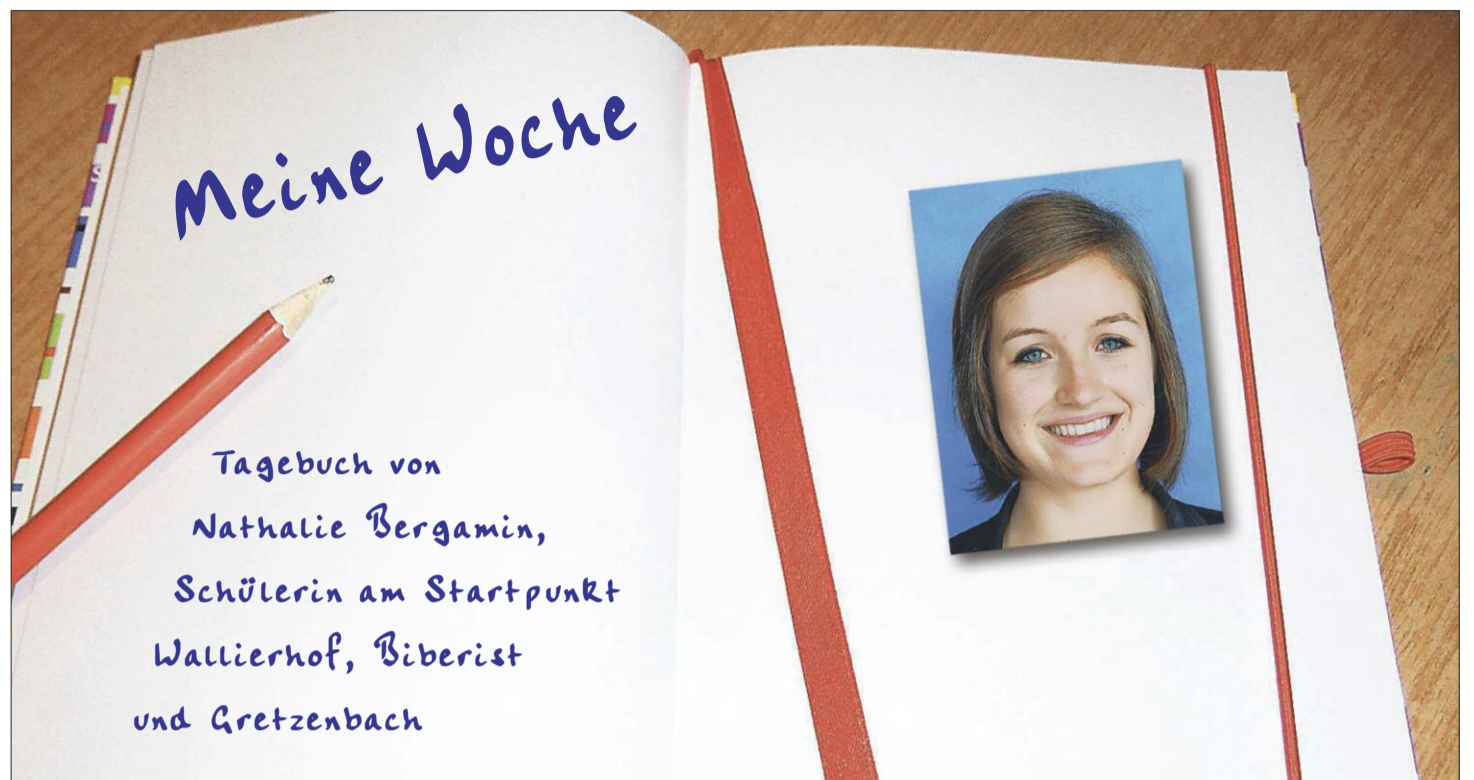 Meine Woche
Tagebuch von
Nathalie Bergamin,
Schülerin am Startpunkt
Wallierhof, Biberist
und Gretzenbach